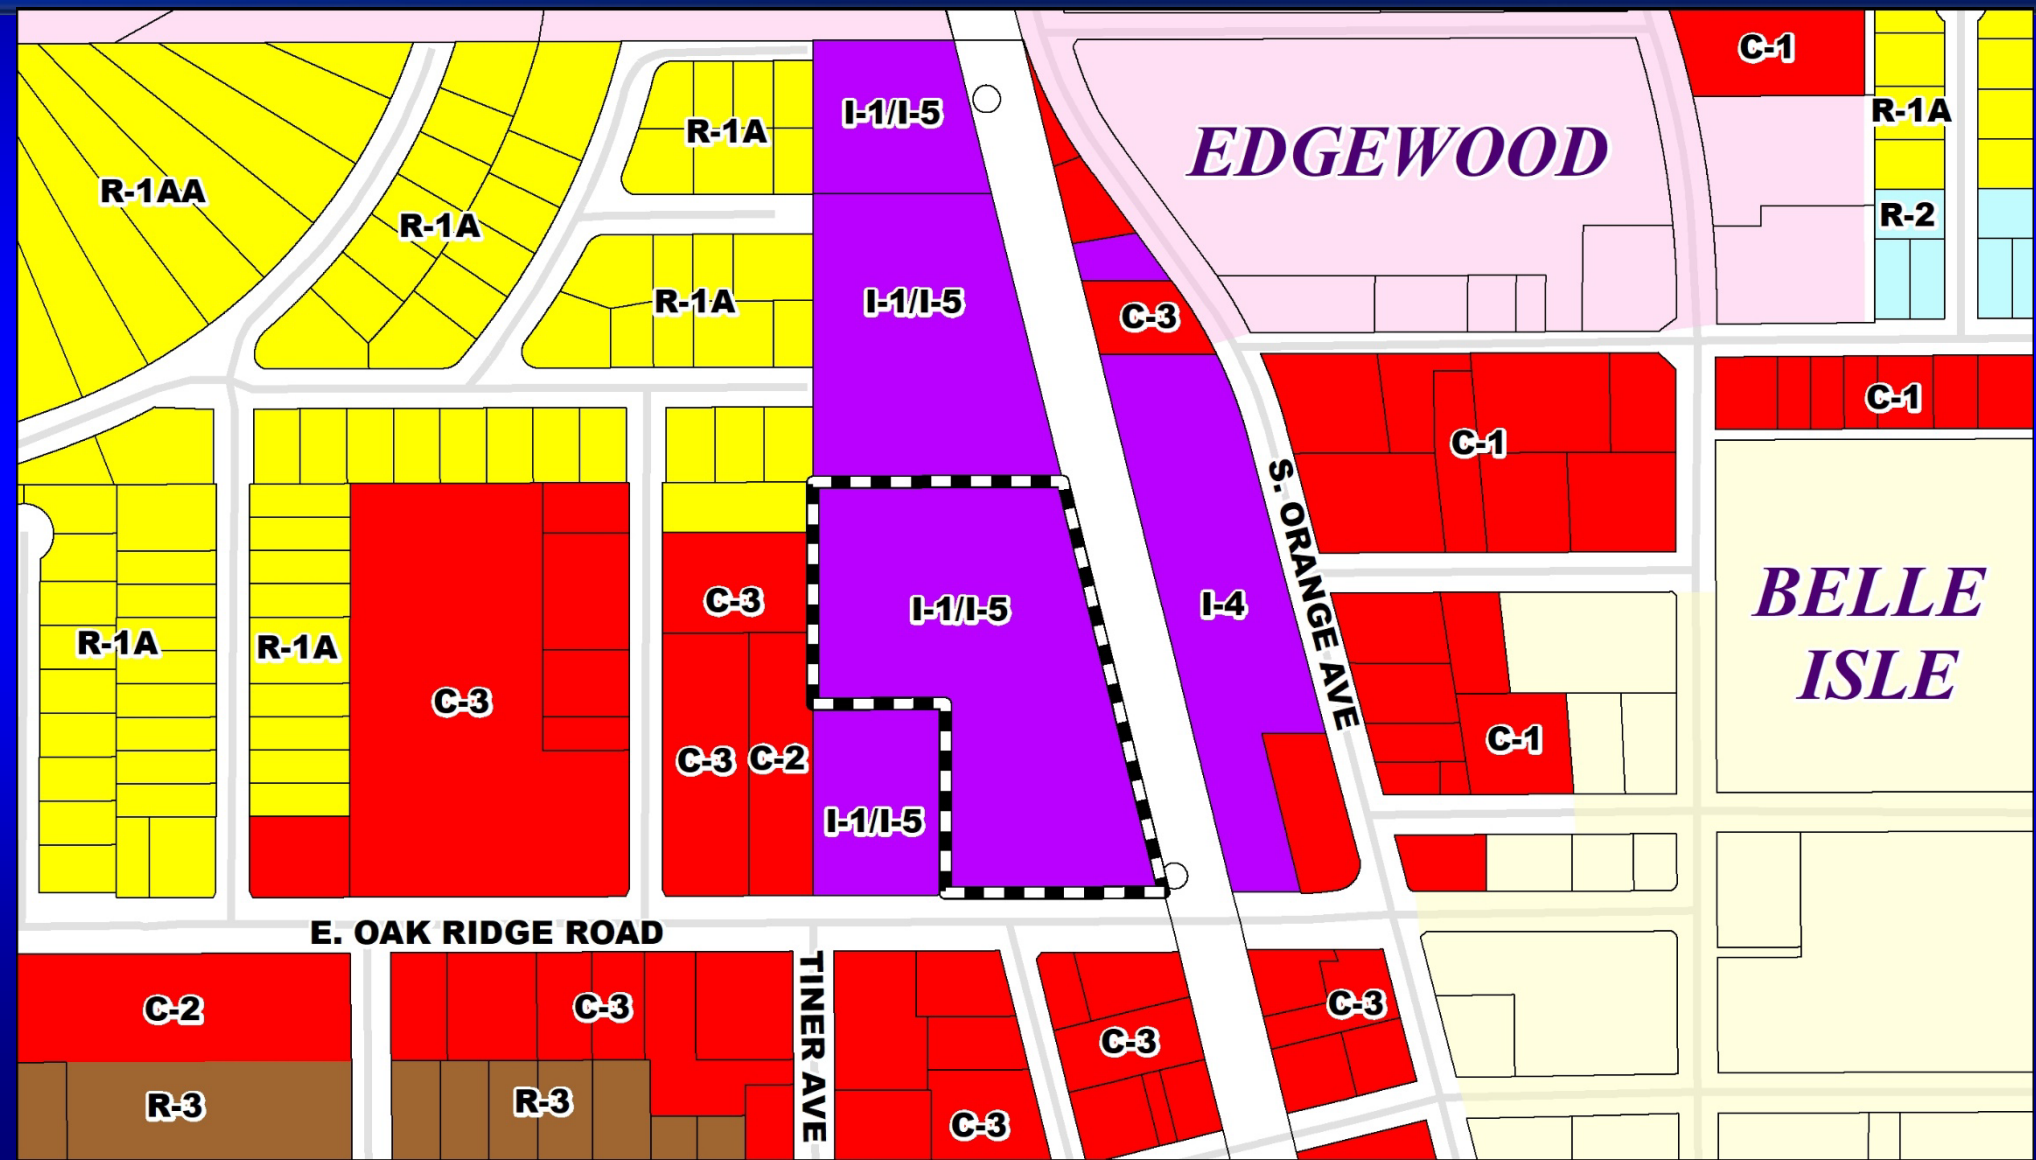 C-1
I-1/I-5
R-1A
R-1A
EDGEWOOD
R-1AA
R-1A
R-2
R-1A
I-1/I-5
C-3
C-1
C-1
S. ORANGE AVE
BELLE
ISLE
C-3
I-1/I-5
I-4
R-1A
R-1A
C-3
C-1
C-3
C-2
I-1/I-5
E. OAK RIDGE ROAD
TINER AVE
C-2
C-3
C-3
C-3
R-3
R-3
C-3